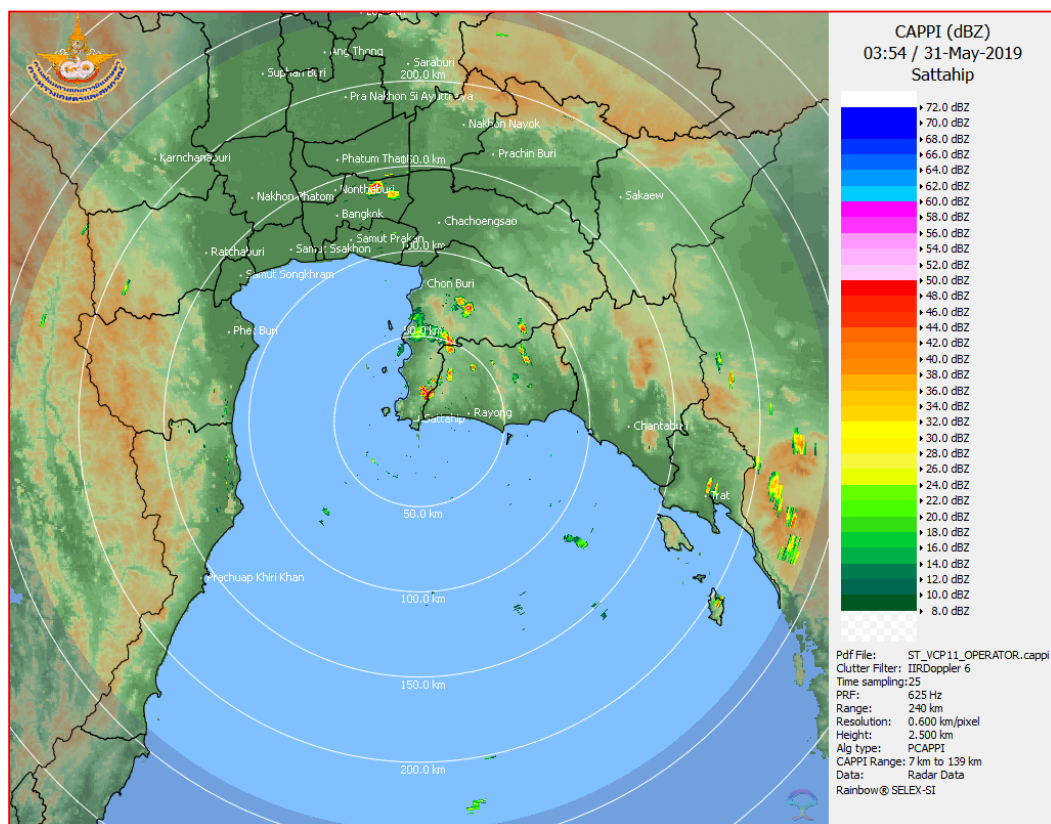 CAPPI (dBZ)
03:54 / 31-May-2019
Sattahip
72.0 dBZ
70.0 dBZ
68.0 dBZ
66.0 dBZ
64.0 dBZ
62.0 dBZ
60.0 dBZ
58.0 dBZ
56.0 dBZ
54.0 dBZ
52.0 dBZ
50.0 dBZ
48.0 dBZ
46.0 dBZ
44.0 dBZ
42.0 dBZ
40.0 dBZ
38.0 dBZ
36.0 dBZ
34.0 dBZ
32.0 dBZ
30.0 dBZ
28.0 dBZ
26.0 dBZ
24.0 dBZ
22.0 dBZ
20.0 dBZ
18.0 dBZ
16.0 dBZ
14.0 dBZ
12.0 dBZ
10.0 dBZ
8.0 dBZ
Pdf File: ST_VCP11_OPERATOR.cappi
Clutter Filter: IIRDoppler 6
Time sampling: 25
PRF: 625 Hz
Range: 240 km
Resolution: 0.600 km/pixel
Height: 2.500 km
Alg type: PCAPPI
CAPPI Range: 7 km to 139 km
Data: Radar Data
Rainbow® SELEX-SI
Ang Thong
Saraburi
Suphan Buri
200.0 km
Pra Nakhon Si Ayuttaya
Nakhon Nayok
Karnchanaburi
Phatum Thani
150.0 km
Prachin Buri
Nonthaburi
Nakhon Phatom
Sakaew
Bangkok
Chachoengsao
Samut Prakan
Samut Ssakhon
100.0 km
Ratchaburi
Samut Songkhram
Chon Buri
Phet Buri
50.0 km
Rayong
Sattahip
Chantaburi
Trat
50.0 km
Prachuap Khiri Khan
100.0 km
150.0 km
200.0 km